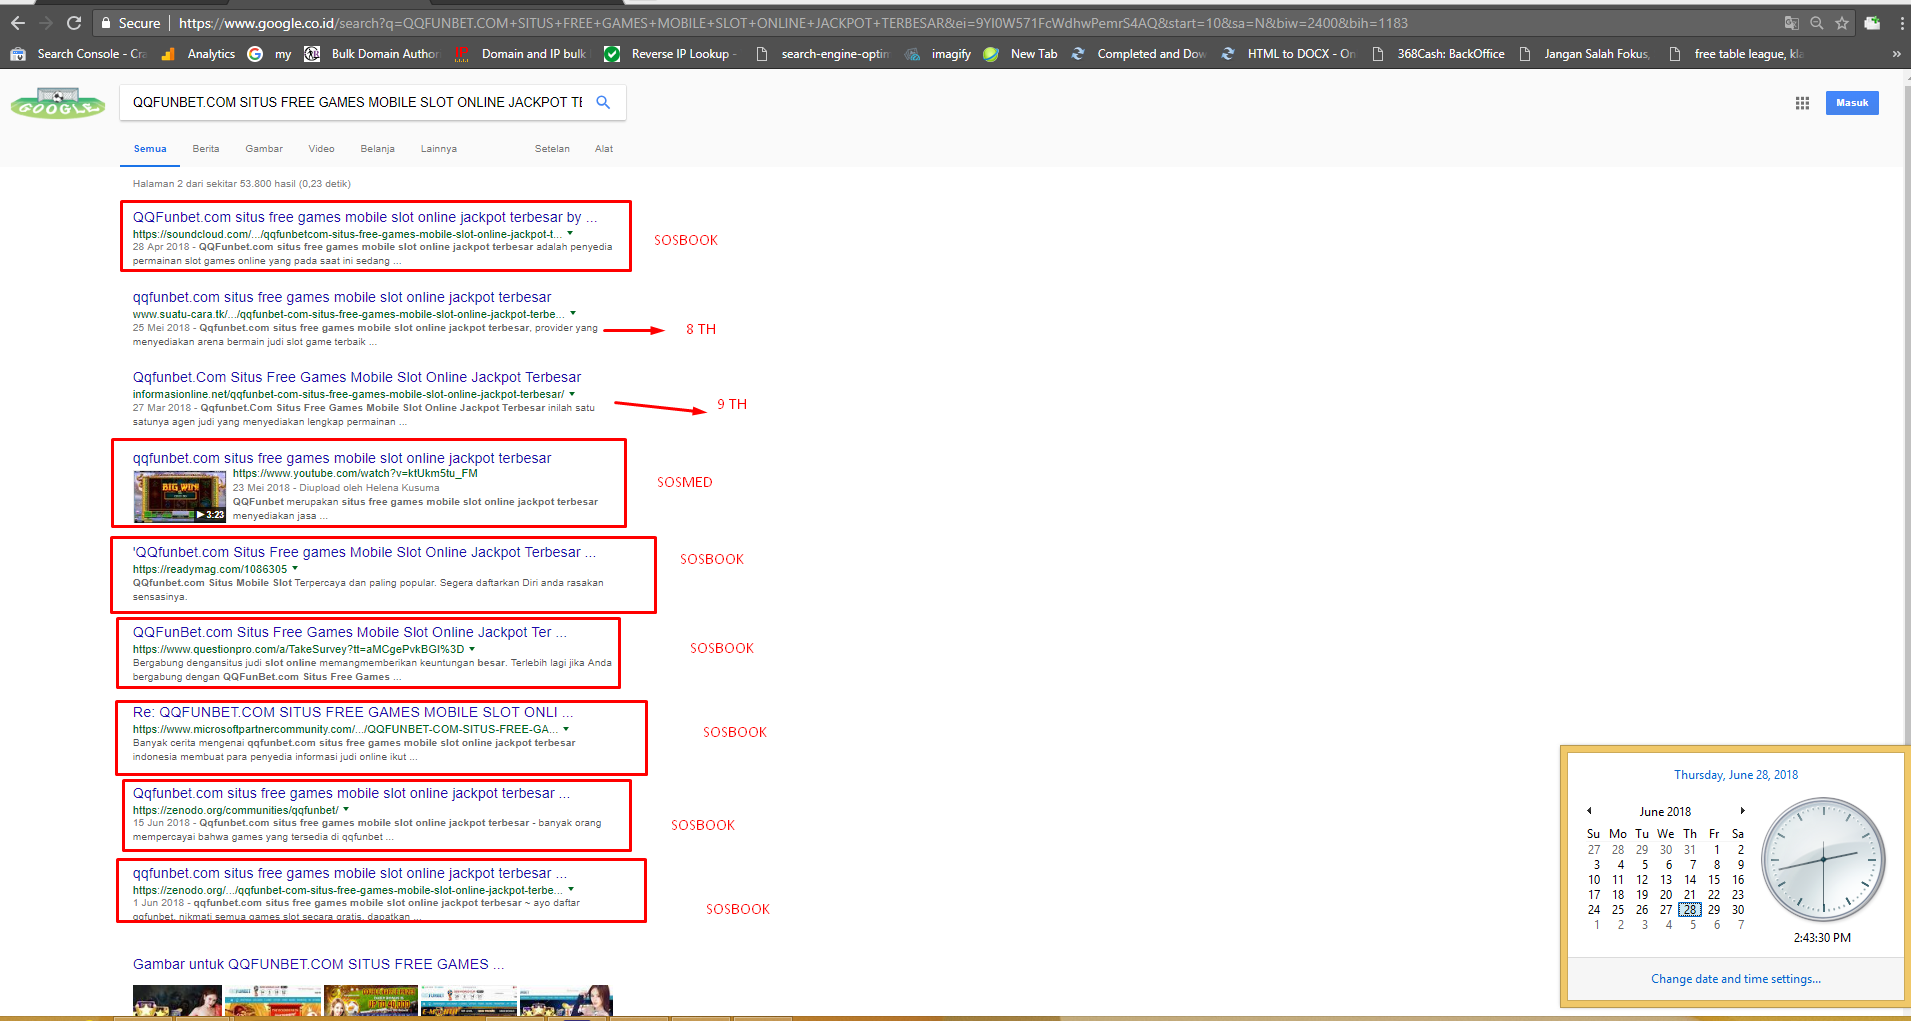 Secure | https://www.google.co.id/search?q=QQFUNBET.COM+SITUS+FREE+GAMES+MOBILE+SLOT+ONLINE+JACKPOT+TERBESAR&ei=9YI0W571FcWdhwPemrS4AQ&start=10&sa=N&biw=2400&bih=1183
Search Console - Cra Analytics my Bulk Domain Author Domain and IP bulk Reverse IP Lookup - search-engine-optim imagify New Tab Completed and Dow HTML to DOCX - On 368Cash: BackOffice Jangan Salah Fokus, free table league, kla »
GOOGLE
QQFUNBET.COM SITUS FREE GAMES MOBILE SLOT ONLINE JACKPOT TE
Masuk
Semua Berita Gambar Video Belanja Lainnya Setelan Alat
Halaman 2 dari sekitar 53.800 hasil (0,23 detik)
QQFunbet.com situs free games mobile slot online jackpot terbesar by ...
https://soundcloud.com/.../qqfunbetcom-situs-free-games-mobile-slot-online-jackpot-t...
28 Apr 2018 - QQFunbet.com situs free games mobile slot online jackpot terbesar adalah penyedia
permainan slot games online yang pada saat ini sedang ...
SOSBOOK
qqfunbet.com situs free games mobile slot online jackpot terbesar
www.suatu-cara.tk/.../qqfunbet-com-situs-free-games-mobile-slot-online-jackpot-terbe...
25 Mei 2018 - Qqfunbet.com situs free games mobile slot online jackpot terbesar, provider yang
menyediakan arena bermain judi slot game terbaik ...
8 TH
Qqfunbet.Com Situs Free Games Mobile Slot Online Jackpot Terbesar
informasionline.net/qqfunbet-com-situs-free-games-mobile-slot-online-jackpot-terbesar/
27 Mar 2018 - Qqfunbet.Com Situs Free Games Mobile Slot Online Jackpot Terbesar inilah satu
satunya agen judi yang menyediakan lengkap permainan ...
9 TH
qqfunbet.com situs free games mobile slot online jackpot terbesar
https://www.youtube.com/watch?v=ktUkm5tu_FM
23 Mei 2018 - Diupload oleh Helena Kusuma
QQFunbet merupakan situs free games mobile slot online jackpot terbesar
menyediakan jasa ...
BIG WIN!
3:23
SOSMED
'QQfunbet.com Situs Free games Mobile Slot Online Jackpot Terbesar ...
https://readymag.com/1086305
QQfunbet.com Situs Mobile Slot Terpercaya dan paling popular. Segera daftarkan Diri anda rasakan
sensasinya.
SOSBOOK
QQFunBet.com Situs Free Games Mobile Slot Online Jackpot Ter ...
https://www.questionpro.com/a/TakeSurvey?tt=aMCgePvkBGI%3D
Bergabung dengansitus judi slot online memangmemberikan keuntungan besar. Terlebih lagi jika Anda
bergabung dengan QQFunBet.com Situs Free Games ...
SOSBOOK
Re: QQFUNBET.COM SITUS FREE GAMES MOBILE SLOT ONLI ...
https://www.microsoftpartnercommunity.com/.../QQFUNBET-COM-SITUS-FREE-GA...
Banyak cerita mengenai qqfunbet.com situs free games mobile slot online jackpot terbesar
indonesia membuat para penyedia informasi judi online ikut ...
SOSBOOK
Qqfunbet.com situs free games mobile slot online jackpot terbesar ...
https://zenodo.org/communities/qqfunbet/
15 Jun 2018 - Qqfunbet.com situs free games mobile slot online jackpot terbesar - banyak orang
mempercayai bahwa games yang tersedia di qqfunbet ...
SOSBOOK
qqfunbet.com situs free games mobile slot online jackpot terbesar ...
https://zenodo.org/.../qqfunbet-com-situs-free-games-mobile-slot-online-jackpot-terbe...
1 Jun 2018 - qqfunbet.com situs free games mobile slot online jackpot terbesar ~ ayo daftar
qqfunbet, nikmati semua games slot secara gratis, dapatkan ...
SOSBOOK
Gambar untuk QQFUNBET.COM SITUS FREE GAMES ...
Thursday, June 28, 2018
June 2018
Su Mo Tu We Th Fr Sa
27 28 29 30 31 1 2
3 4 5 6 7 8 9
10 11 12 13 14 15 16
17 18 19 20 21 22 23
24 25 26 27 28 29 30
1 2 3 4 5 6 7
2:43:30 PM
Change date and time settings...